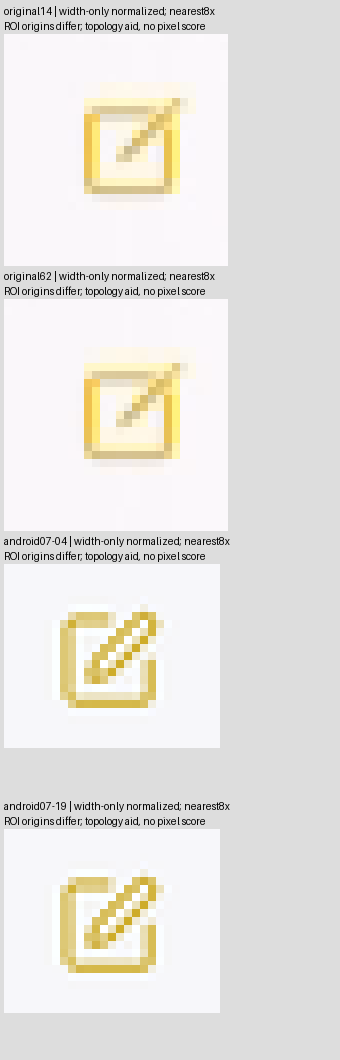 original14 | width-only normalized; nearest8x
ROI origins differ; topology aid, no pixel score
original62 | width-only normalized; nearest8x
ROI origins differ; topology aid, no pixel score
android07-04 | width-only normalized; nearest8x
ROI origins differ; topology aid, no pixel score
android07-19 | width-only normalized; nearest8x
ROI origins differ; topology aid, no pixel score